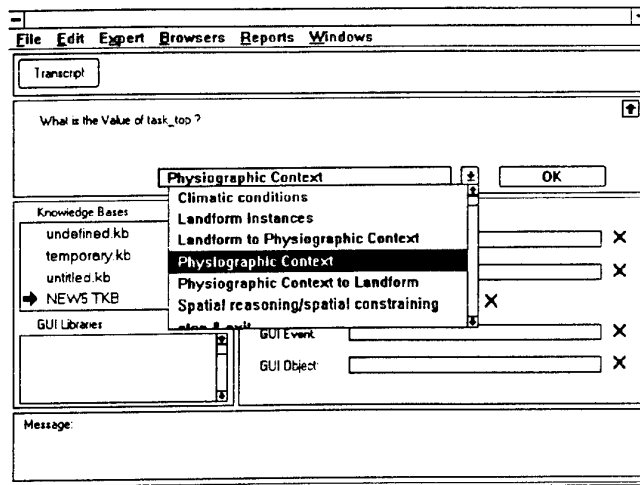 File Edit Expert Browsers Reports Windows
Transcript
What is the Value of task_top ?
Physiographic Context
OK
Climatic conditions
Landform Instances
Landform to Physiographic Context
Physiographic Context
Physiographic Context to Landform
Spatial reasoning/spatial constraining
Knowledge Bases
undefined.kb
temporary.kb
untitled.kb
NEW5 TKB
GUI Libraries
GUI Event:
GUI Object:
Message: